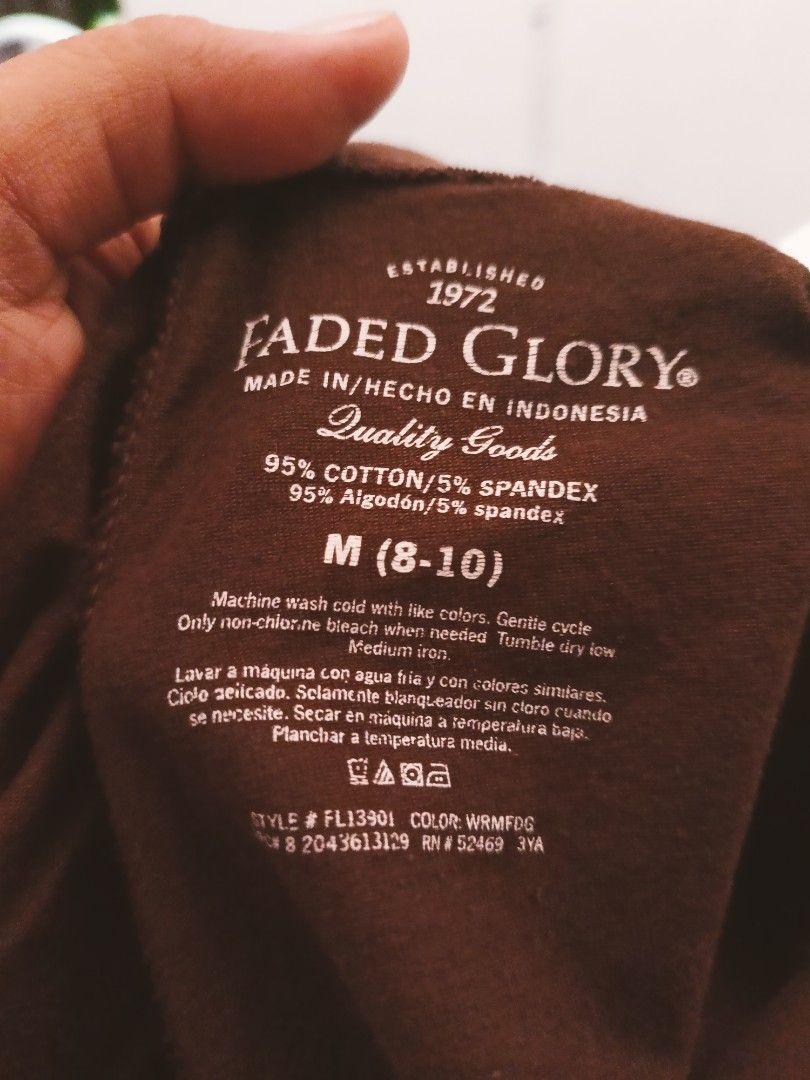 ESTABLISHED
1972
FADED GLORY®
MADE IN/HECHO EN INDONESIA
Quality Goods
95% COTTON/5% SPANDEX
95% Algodón/5% spandex
M (8-10)
Machine wash cold with like colors. Gentle cycle
Only non-chlorine bleach when needed Tumble dry low
Medium iron.
Lavar a máquina con agua fría y con colores similares.
Ciclo delicado. Solamente blanqueador sin cloro cuando
se necesite. Secar en máquina a temperatura baja.
Planchar a temperatura media.
STYLE # FL13901 COLOR: WRMFDG
# 8 2043613129 RN # 52469 3YA